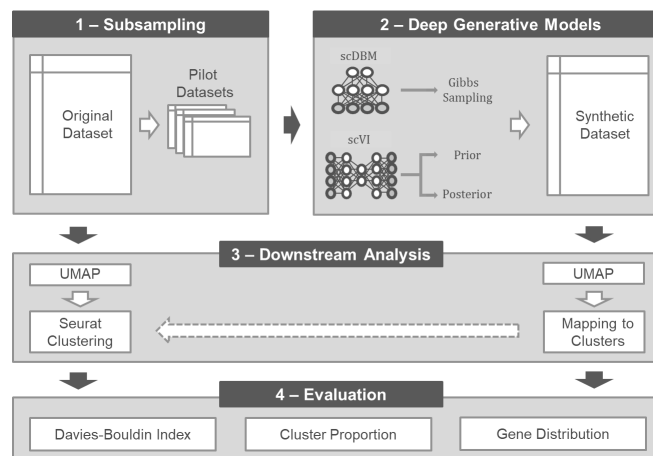 1 – Subsampling
Original
Dataset
Pilot
Datasets
2 – Deep Generative Models
scDBM
Gibbs
Sampling
scVI
Prior
Posterior
Synthetic
Dataset
3 – Downstream Analysis
UMAP
Seurat
Clustering
UMAP
Mapping to
Clusters
4 – Evaluation
Davies-Bouldin Index
Cluster Proportion
Gene Distribution